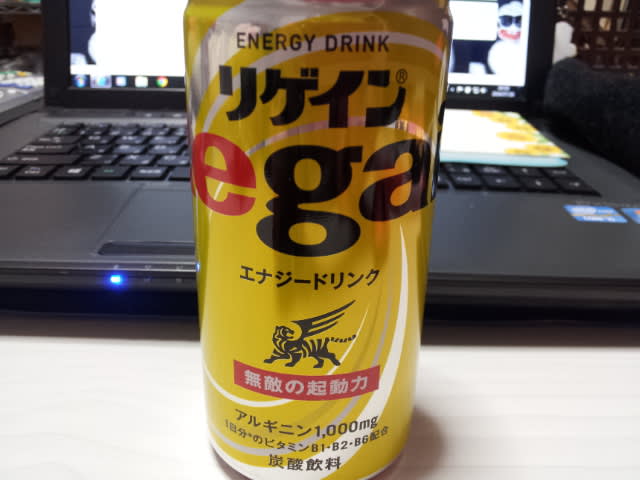 ENERGY DRINK
リゲイン®
ega
エナジードリンク
無敵の起動力
アルギニン1,000mg
1日分*のビタミンB1・B2・B6配合
炭酸飲料